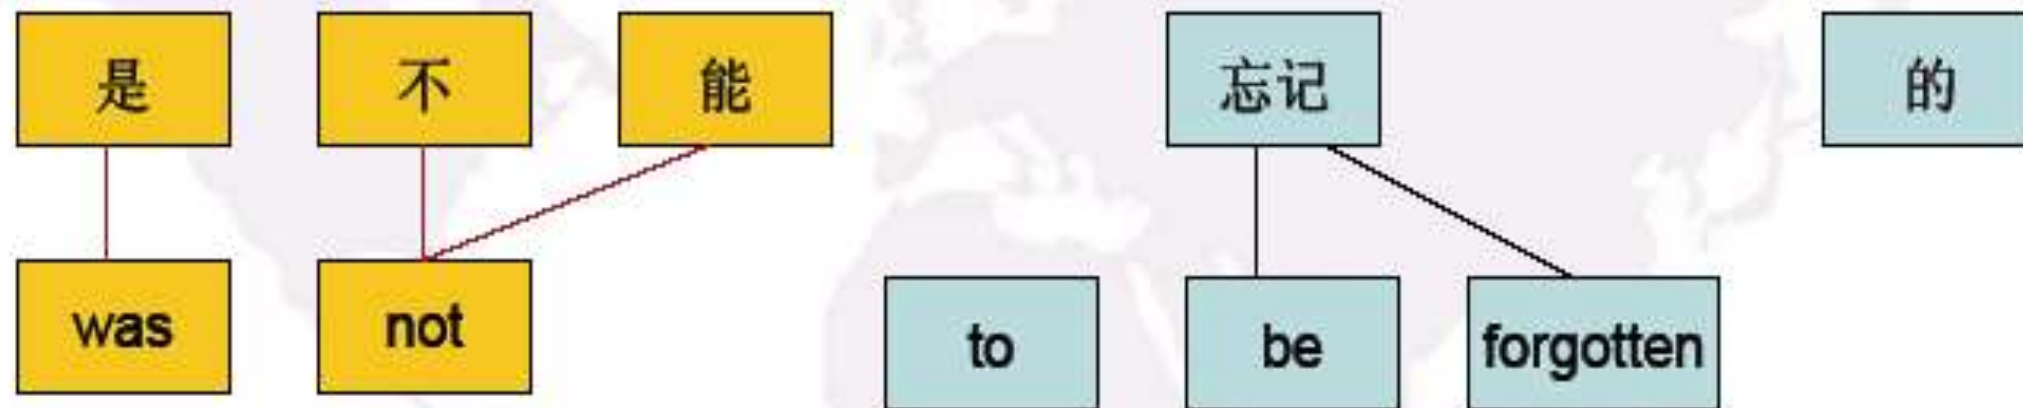 是 不 能 忘记 的
was not to be forgotten